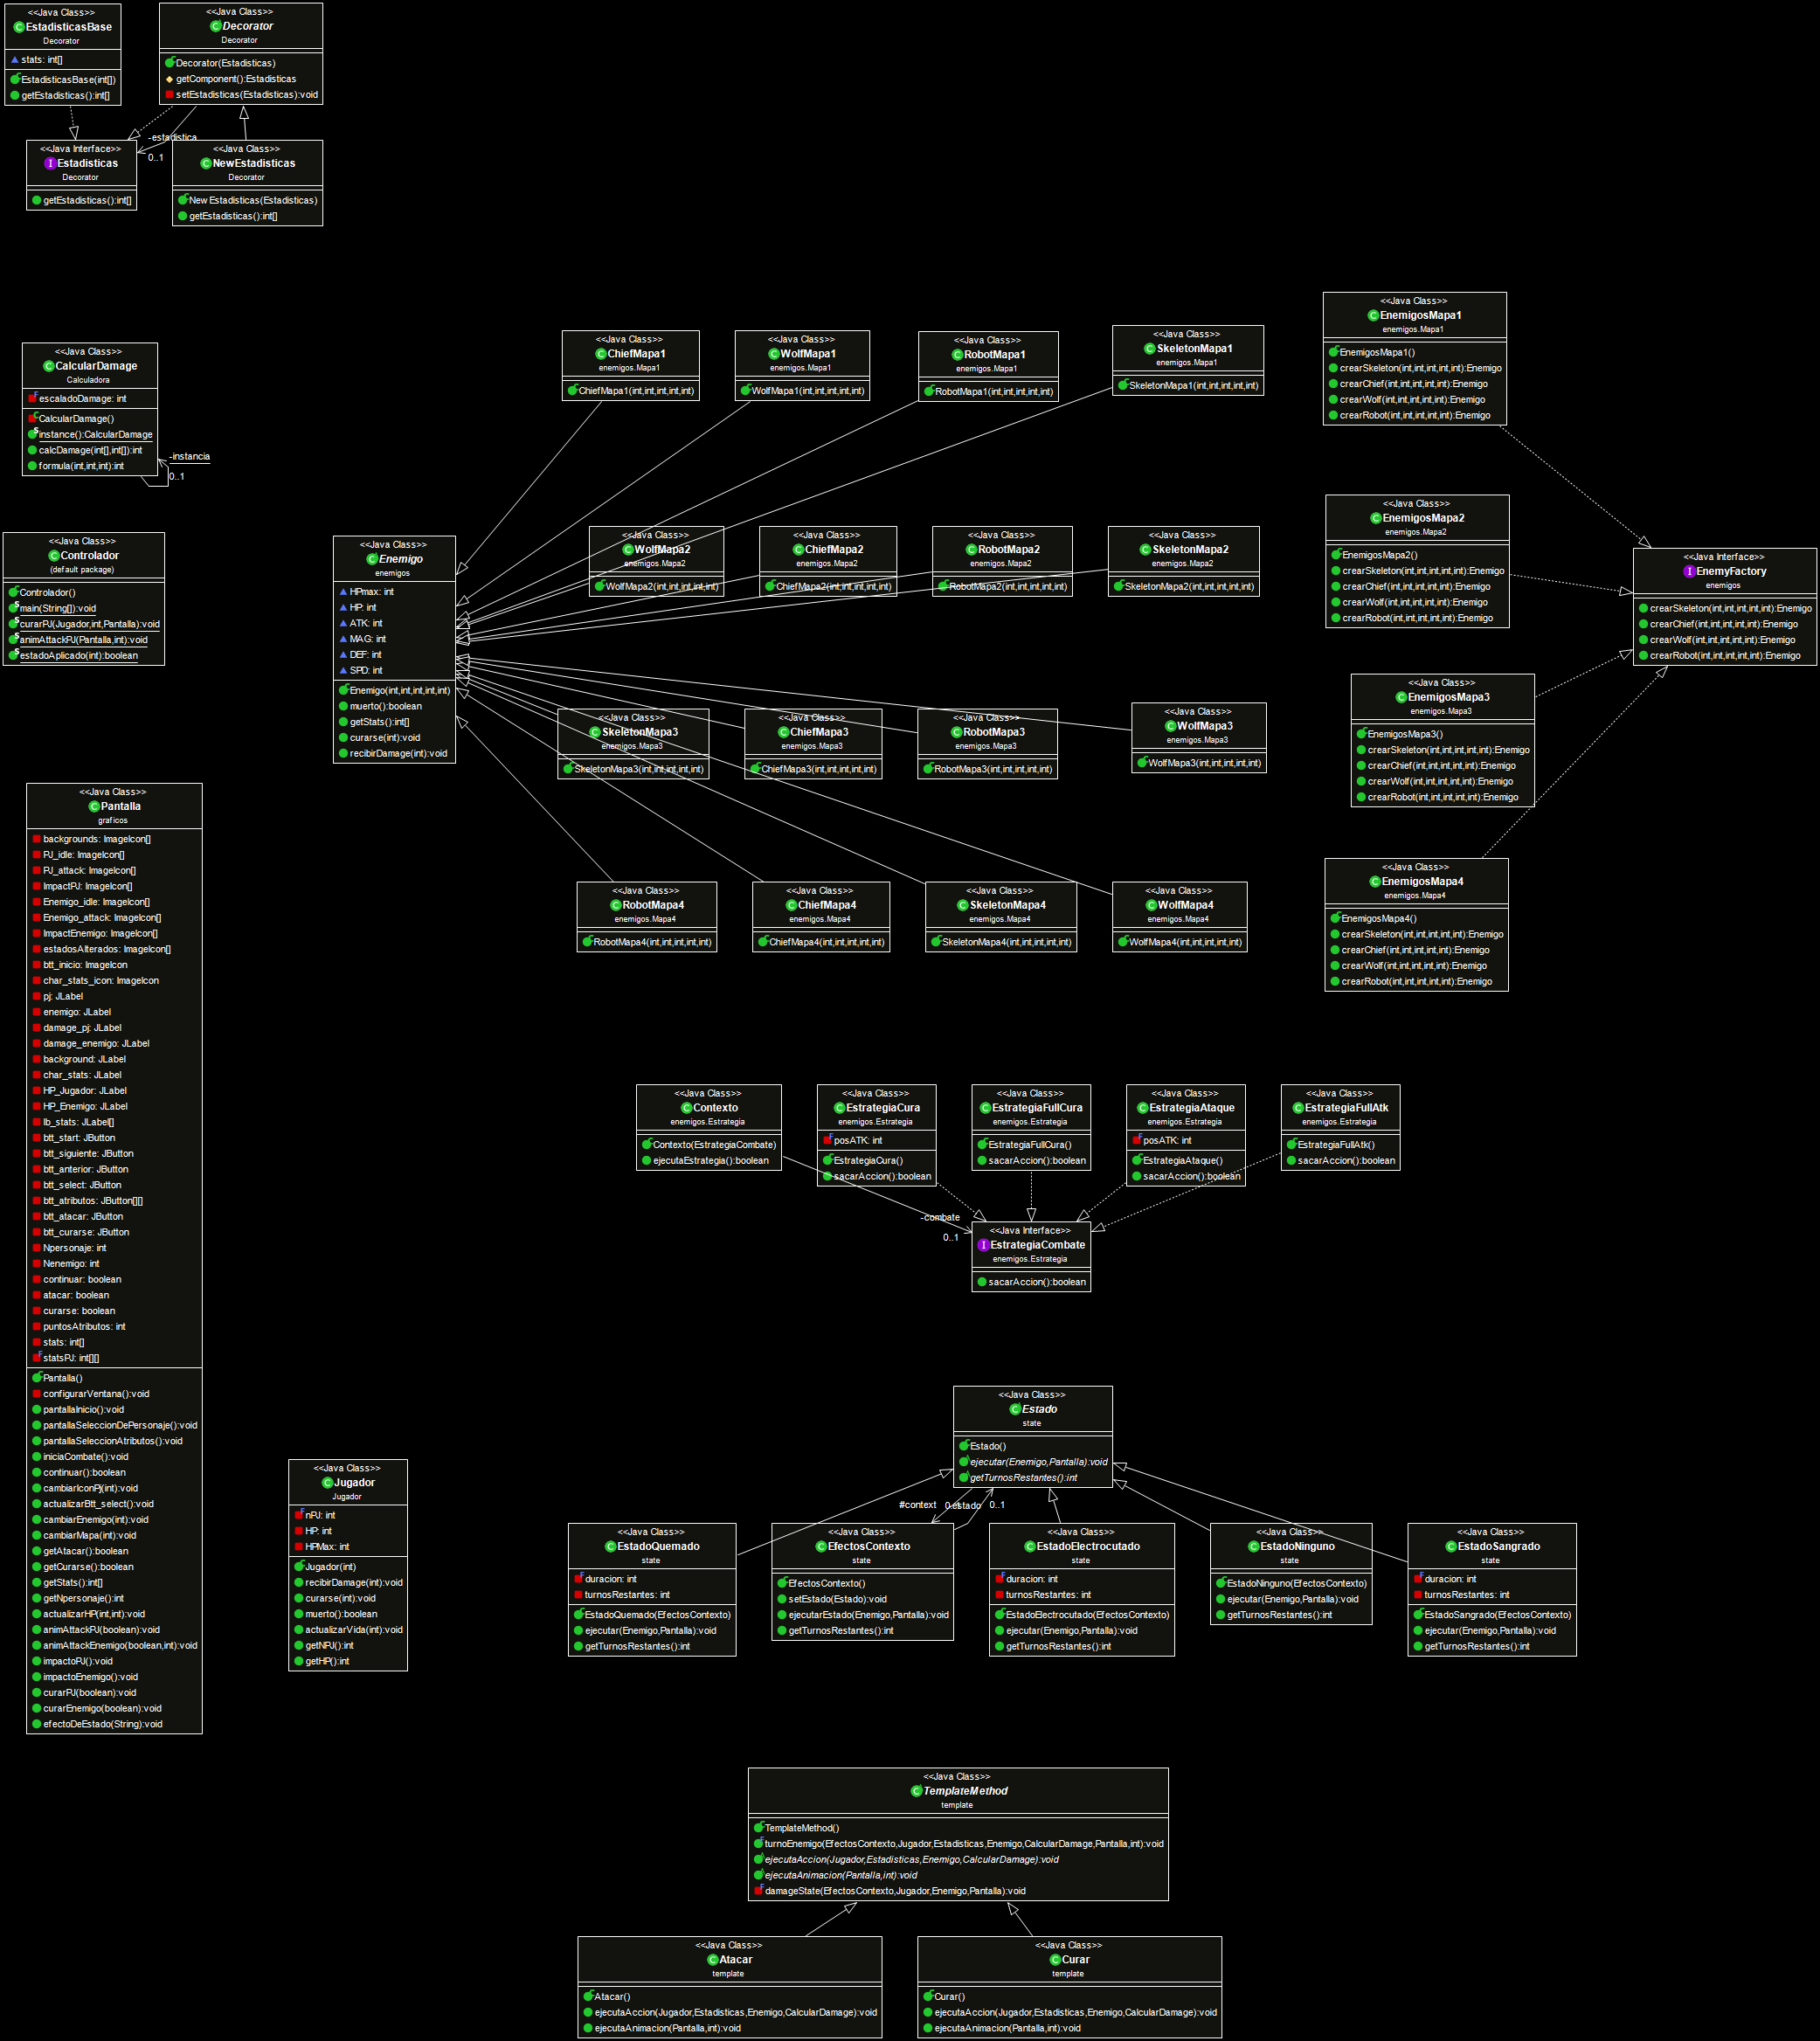 <<Java Class>>
EstadisticasBase
Decorator
stats: int[]
EstadisticasBase(int[])
getEstadisticas():int[]
<<Java Class>>
Decorator
Decorator
Decorator(Estadisticas)
getComponent():Estadisticas
setEstadisticas(Estadisticas):void
-estadistica
0..1
<<Java Interface>>
Estadisticas
Decorator
getEstadisticas():int[]
<<Java Class>>
NewEstadisticas
Decorator
NewEstadisticas(Estadisticas)
getEstadisticas():int[]
<<Java Class>>
CalcularDamage
Calculadora
escaladoDamage: int
CalcularDamage()
instance():CalcularDamage
calcDamage(int[],int[]):int
formula(int,int,int):int
-instancia
0..1
<<Java Class>>
Controlador
(default package)
Controlador()
main(String[]):void
curarPJ(Jugador,int,Pantalla):void
animAttackPJ(Pantalla,int):void
estadoAplicado(int):boolean
<<Java Class>>
Enemigo
enemigos
HPmax: int
HP: int
ATK: int
MAG: int
DEF: int
SPD: int
Enemigo(int,int,int,int,int)
muerto():boolean
getStats():int[]
curarse(int):void
recibirDamage(int):void
<<Java Class>>
ChiefMapa1
enemigos.Mapa1
ChiefMapa1(int,int,int,int,int)
<<Java Class>>
WolfMapa1
enemigos.Mapa1
WolfMapa1(int,int,int,int,int)
<<Java Class>>
RobotMapa1
enemigos.Mapa1
RobotMapa1(int,int,int,int,int)
<<Java Class>>
SkeletonMapa1
enemigos.Mapa1
SkeletonMapa1(int,int,int,int,int)
<<Java Class>>
WolfMapa2
enemigos.Mapa2
WolfMapa2(int,int,int,int,int)
<<Java Class>>
ChiefMapa2
enemigos.Mapa2
ChiefMapa2(int,int,int,int,int)
<<Java Class>>
RobotMapa2
enemigos.Mapa2
RobotMapa2(int,int,int,int,int)
<<Java Class>>
SkeletonMapa2
enemigos.Mapa2
SkeletonMapa2(int,int,int,int,int)
<<Java Class>>
SkeletonMapa3
enemigos.Mapa3
SkeletonMapa3(int,int,int,int,int)
<<Java Class>>
ChiefMapa3
enemigos.Mapa3
ChiefMapa3(int,int,int,int,int)
<<Java Class>>
RobotMapa3
enemigos.Mapa3
RobotMapa3(int,int,int,int,int)
<<Java Class>>
WolfMapa3
enemigos.Mapa3
WolfMapa3(int,int,int,int,int)
<<Java Class>>
RobotMapa4
enemigos.Mapa4
RobotMapa4(int,int,int,int,int)
<<Java Class>>
ChiefMapa4
enemigos.Mapa4
ChiefMapa4(int,int,int,int,int)
<<Java Class>>
SkeletonMapa4
enemigos.Mapa4
SkeletonMapa4(int,int,int,int,int)
<<Java Class>>
WolfMapa4
enemigos.Mapa4
WolfMapa4(int,int,int,int,int)
<<Java Class>>
EnemigosMapa1
enemigos.Mapa1
EnemigosMapa1()
crearSkeleton(int,int,int,int,int):Enemigo
crearChief(int,int,int,int,int):Enemigo
crearWolf(int,int,int,int,int):Enemigo
crearRobot(int,int,int,int,int):Enemigo
<<Java Class>>
EnemigosMapa2
enemigos.Mapa2
EnemigosMapa2()
crearSkeleton(int,int,int,int,int):Enemigo
crearChief(int,int,int,int,int):Enemigo
crearWolf(int,int,int,int,int):Enemigo
crearRobot(int,int,int,int,int):Enemigo
<<Java Interface>>
EnemyFactory
enemigos
crearSkeleton(int,int,int,int,int):Enemigo
crearChief(int,int,int,int,int):Enemigo
crearWolf(int,int,int,int,int):Enemigo
crearRobot(int,int,int,int,int):Enemigo
<<Java Class>>
EnemigosMapa3
enemigos.Mapa3
EnemigosMapa3()
crearSkeleton(int,int,int,int,int):Enemigo
crearChief(int,int,int,int,int):Enemigo
crearWolf(int,int,int,int,int):Enemigo
crearRobot(int,int,int,int,int):Enemigo
<<Java Class>>
EnemigosMapa4
enemigos.Mapa4
EnemigosMapa4()
crearSkeleton(int,int,int,int,int):Enemigo
crearChief(int,int,int,int,int):Enemigo
crearWolf(int,int,int,int,int):Enemigo
crearRobot(int,int,int,int,int):Enemigo
<<Java Class>>
Pantalla
graficos
backgrounds: ImageIcon[]
PJ_idle: ImageIcon[]
PJ_attack: ImageIcon[]
ImpactPJ: ImageIcon[]
Enemigo_idle: ImageIcon[]
Enemigo_attack: ImageIcon[]
ImpactEnemigo: ImageIcon[]
estadosAlterados: ImageIcon[]
btt_inicio: ImageIcon
char_stats_icon: ImageIcon
pj: JLabel
enemigo: JLabel
damage_pj: JLabel
damage_enemigo: JLabel
background: JLabel
char_stats: JLabel
HP_Jugador: JLabel
HP_Enemigo: JLabel
lb_stats: JLabel[]
btt_start: JButton
btt_siguiente: JButton
btt_anterior: JButton
btt_select: JButton
btt_atributos: JButton[][]
btt_atacar: JButton
btt_curarse: JButton
Npersonaje: int
Nenemigo: int
continuar: boolean
atacar: boolean
curarse: boolean
puntosAtributos: int
stats: int[]
statsPJ: int[][]
Pantalla()
configurarVentana():void
pantallaInicio():void
pantallaSeleccionDePersonaje():void
pantallaSeleccionAtributos():void
iniciaCombate():void
continuar():boolean
cambiarIconPj(int):void
actualizarBtt_select():void
cambiarEnemigo(int):void
cambiarMapa(int):void
getAtacar():boolean
getCurarse():boolean
getStats():int[]
getNpersonaje():int
actualizarHP(int,int):void
animAttackPJ(boolean):void
animAttackEnemigo(boolean,int):void
impactoPJ():void
impactoEnemigo():void
curarPJ(boolean):void
curarEnemigo(boolean):void
efectoDeEstado(String):void
<<Java Class>>
Jugador
Jugador
nPJ: int
HP: int
HPMax: int
Jugador(int)
recibirDamage(int):void
curarse(int):void
muerto():boolean
actualizarVida(int):void
getNPJ():int
getHP():int
<<Java Class>>
Contexto
enemigos.Estrategia
Contexto(EstrategiaCombate)
ejecutaEstrategia():boolean
<<Java Class>>
EstrategiaCura
enemigos.Estrategia
posATK: int
EstrategiaCura()
sacarAccion():boolean
<<Java Class>>
EstrategiaFullCura
enemigos.Estrategia
EstrategiaFullCura()
sacarAccion():boolean
<<Java Class>>
EstrategiaAtaque
enemigos.Estrategia
posATK: int
EstrategiaAtaque()
sacarAccion():boolean
<<Java Class>>
EstrategiaFullAtk
enemigos.Estrategia
EstrategiaFullAtk()
sacarAccion():boolean
-combate
0..1
<<Java Interface>>
EstrategiaCombate
enemigos.Estrategia
sacarAccion():boolean
<<Java Class>>
Estado
state
Estado()
ejecutar(Enemigo,Pantalla):void
getTurnosRestantes():int
#context
0..1
-estado
0..1
<<Java Class>>
EstadoQuemado
state
duracion: int
turnosRestantes: int
EstadoQuemado(EfectosContexto)
ejecutar(Enemigo,Pantalla):void
getTurnosRestantes():int
<<Java Class>>
EfectosContexto
state
EfectosContexto()
setEstado(Estado):void
ejecutarEstado(Enemigo,Pantalla):void
getTurnosRestantes():int
<<Java Class>>
EstadoElectrocutado
state
duracion: int
turnosRestantes: int
EstadoElectrocutado(EfectosContexto)
ejecutar(Enemigo,Pantalla):void
getTurnosRestantes():int
<<Java Class>>
EstadoNinguno
state
EstadoNinguno(EfectosContexto)
ejecutar(Enemigo,Pantalla):void
getTurnosRestantes():int
<<Java Class>>
EstadoSangrado
state
duracion: int
turnosRestantes: int
EstadoSangrado(EfectosContexto)
ejecutar(Enemigo,Pantalla):void
getTurnosRestantes():int
<<Java Class>>
TemplateMethod
template
TemplateMethod()
turnoEnemigo(EfectosContexto,Jugador,Estadisticas,Enemigo,CalcularDamage,Pantalla,int):void
ejecutaAccion(Jugador,Estadisticas,Enemigo,CalcularDamage):void
ejecutaAnimacion(Pantalla,int):void
damageState(EfectosContexto,Jugador,Enemigo,Pantalla):void
<<Java Class>>
Atacar
template
Atacar()
ejecutaAccion(Jugador,Estadisticas,Enemigo,CalcularDamage):void
ejecutaAnimacion(Pantalla,int):void
<<Java Class>>
Curar
template
Curar()
ejecutaAccion(Jugador,Estadisticas,Enemigo,CalcularDamage):void
ejecutaAnimacion(Pantalla,int):void